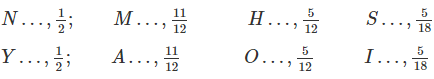 N ..., 1/2; M ..., 11/12 H ..., 5/12 S ..., 5/18
Y ..., 1/2; A ..., 11/12 O ..., 5/12 I ..., 5/18